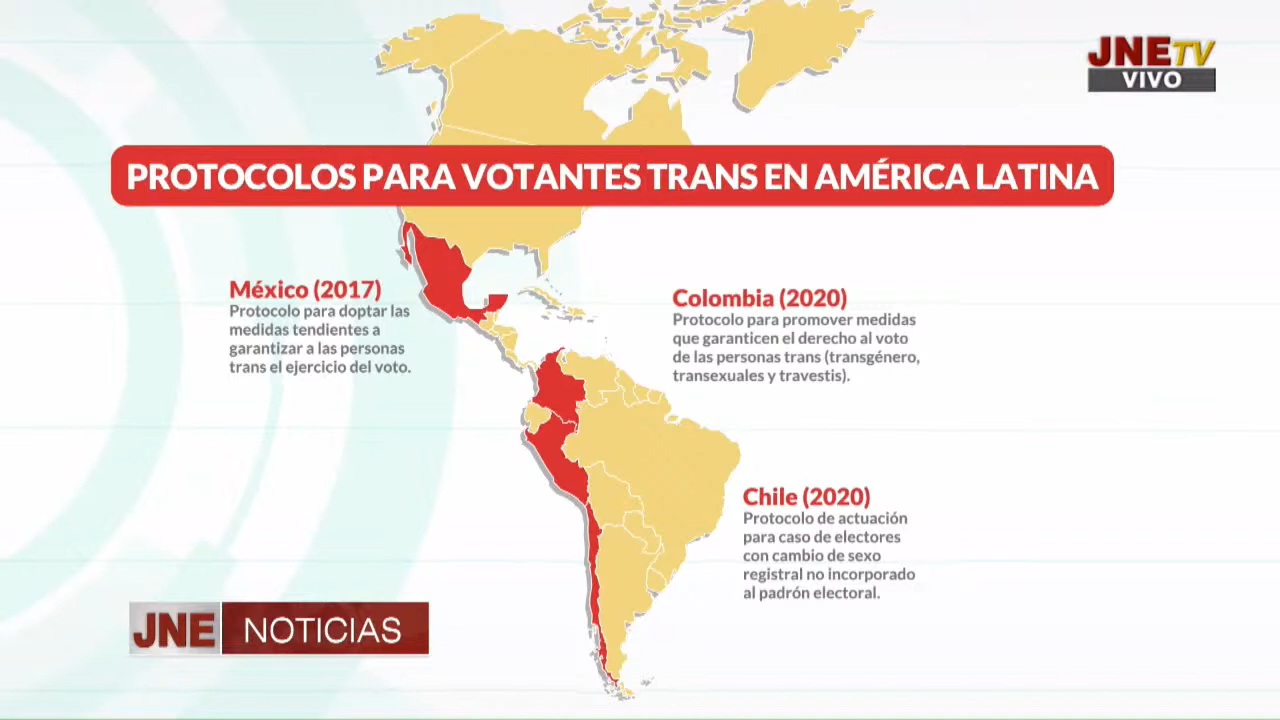 JNETV
VIVO
PROTOCOLOS PARA VOTANTES TRANS EN AMÉRICA LATINA
México (2017)
Protocolo para doptar las
medidas tendientes a
garantizar a las personas
trans el ejercicio del voto.
Colombia (2020)
Protocolo para promover medidas
que garanticen el derecho al voto
de las personas trans (transgénero,
transexuales y travestis).
Chile (2020)
Protocolo de actuación
para caso de electores
con cambio de sexo
registral no incorporado
al padrón electoral.
JNE NOTICIAS